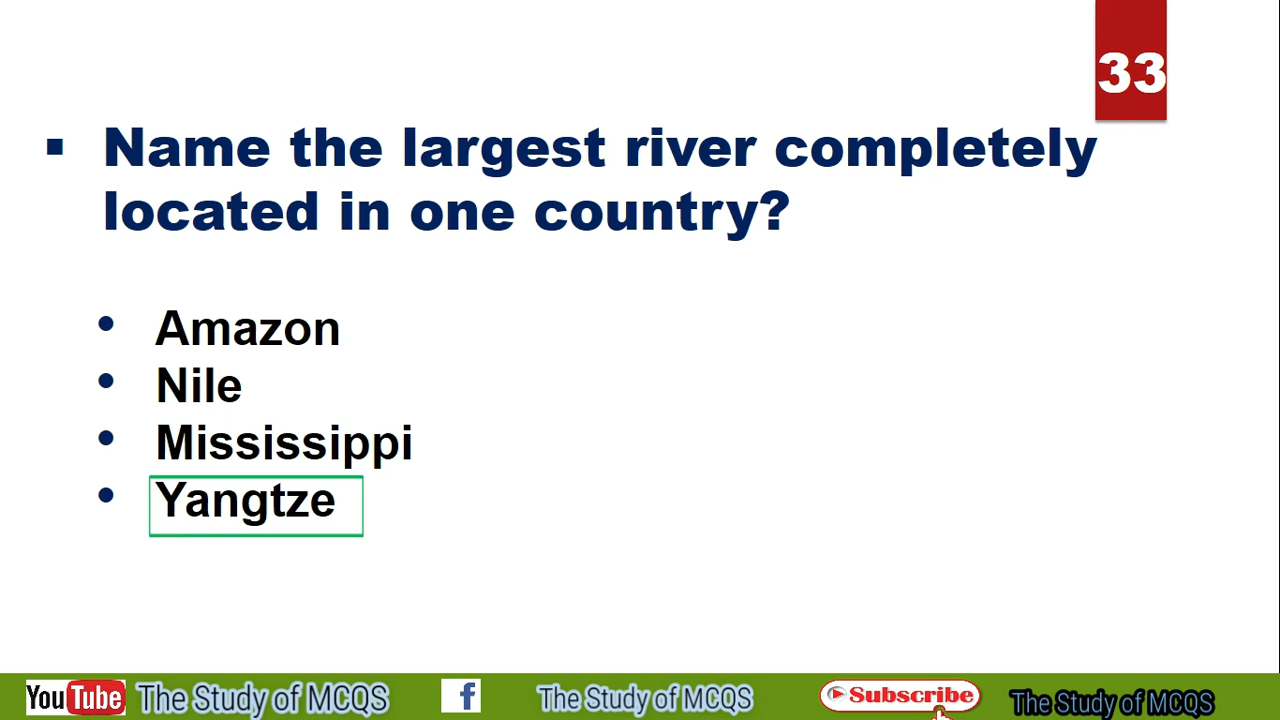 33
Name the largest river completely
located in one country?
Amazon
Nile
Mississippi
Yangtze
YouTube The Study of MCQS f The Study of MCQS Subscribe The Study of MCQS